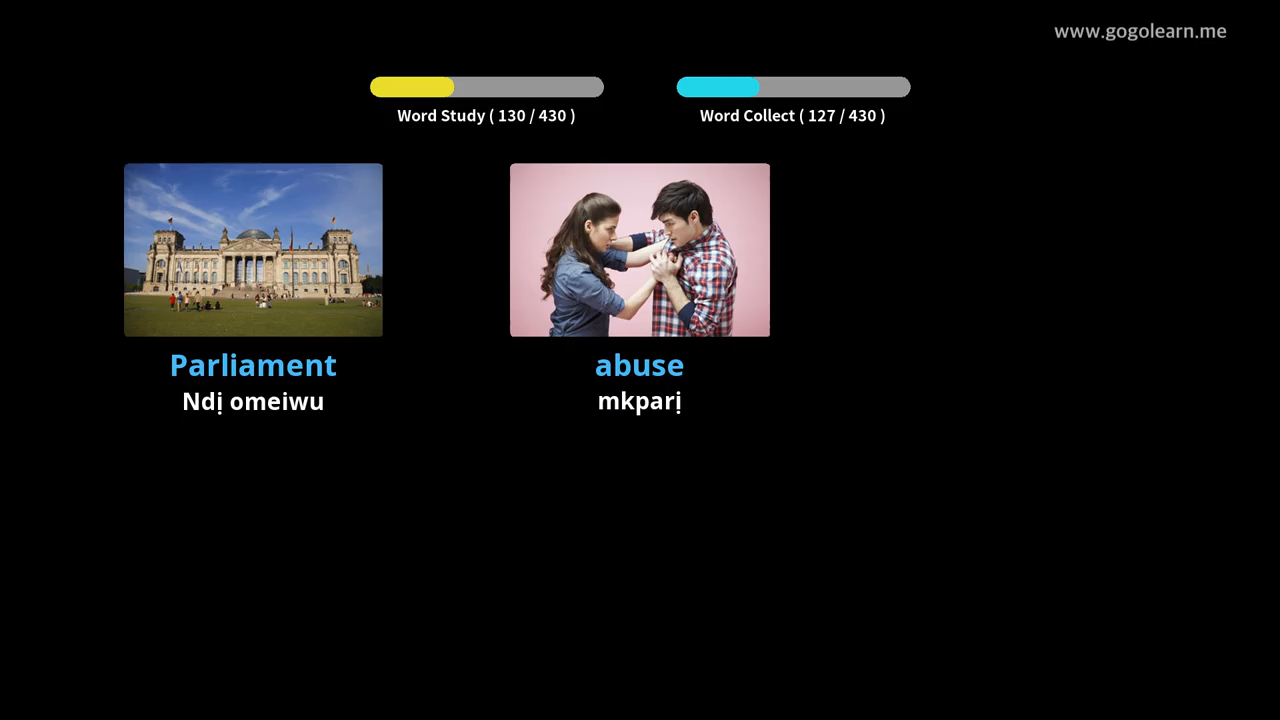 www.gogolearn.me
Word Study ( 130 / 430 )
Word Collect ( 127 / 430 )
Parliament
Ndị omeiwu
abuse
mkparị